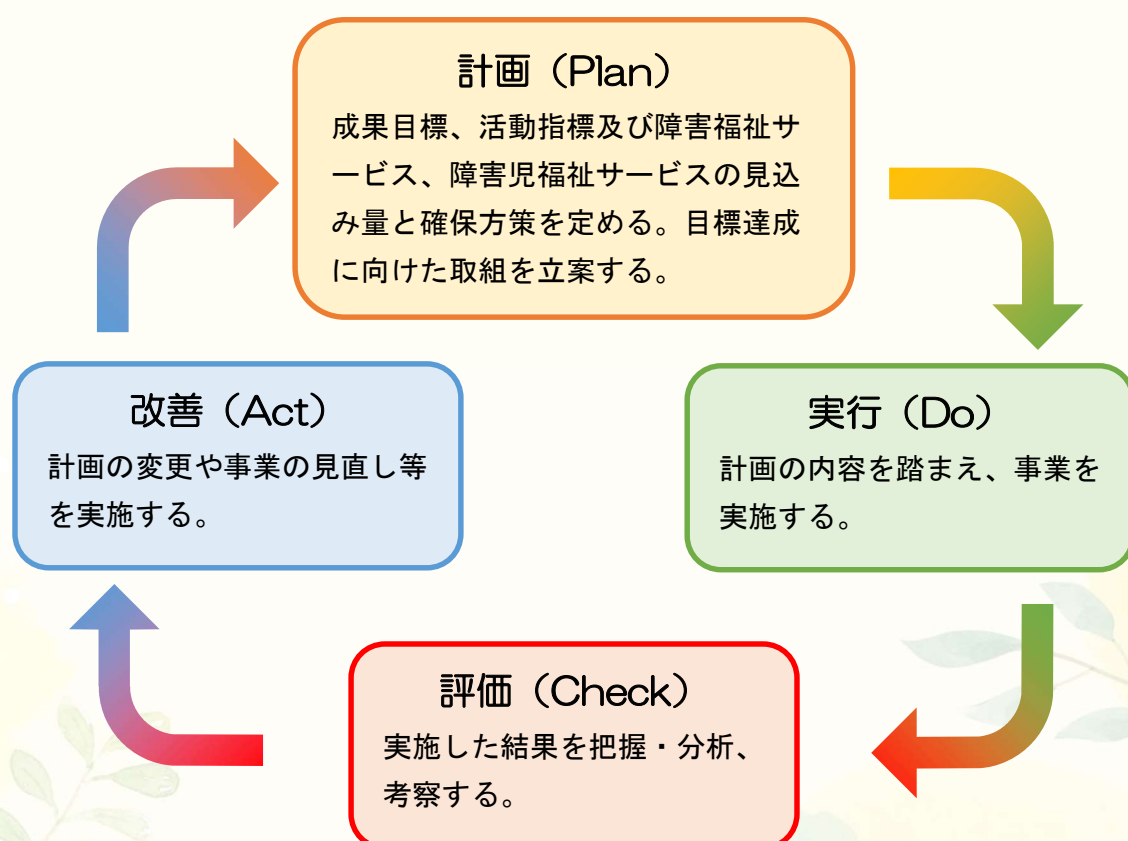 計画（Plan）
成果目標、活動指標及び障害福祉サ
ービス、障害児福祉サービスの見込
み量と確保方策を定める。目標達成
に向けた取組を立案する。
実行（Do）
計画の内容を踏まえ、事業を
実施する。
評価（Check）
実施した結果を把握・分析、
考察する。
改善（Act）
計画の変更や事業の見直し等
を実施する。